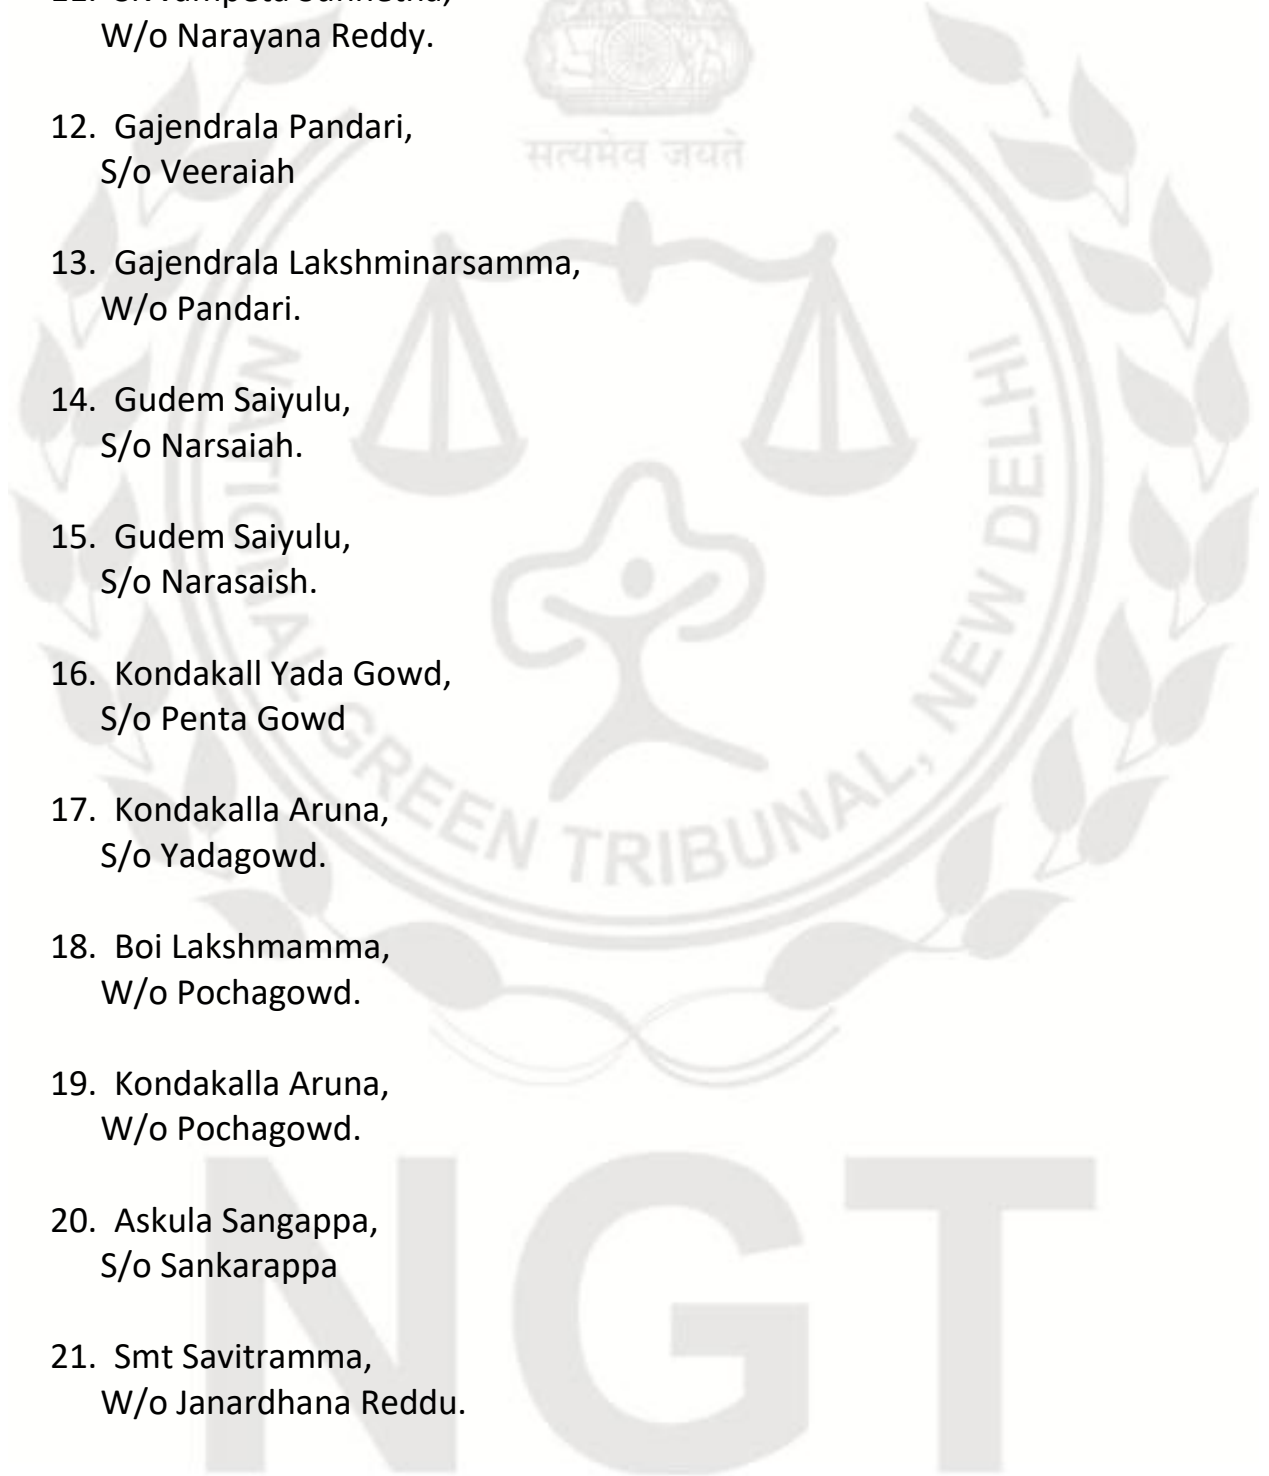 W/o Narayana Reddy.
सत्यमेव जयते
12. Gajendrala Pandari,
S/o Veeraiah
13. Gajendrala Lakshminarsamma,
W/o Pandari.
14. Gudem Saiyulu,
S/o Narsaiah.
15. Gudem Saiyulu,
S/o Narasaish.
16. Kondakall Yada Gowd,
S/o Penta Gowd
17. Kondakalla Aruna,
S/o Yadagowd.
18. Boi Lakshmamma,
W/o Pochagowd.
19. Kondakalla Aruna,
W/o Pochagowd.
20. Askula Sangappa,
S/o Sankarappa
21. Smt Savitramma,
W/o Janardhana Reddu.
NATIONAL GREEN TRIBUNAL, NEW DELHI
NGT